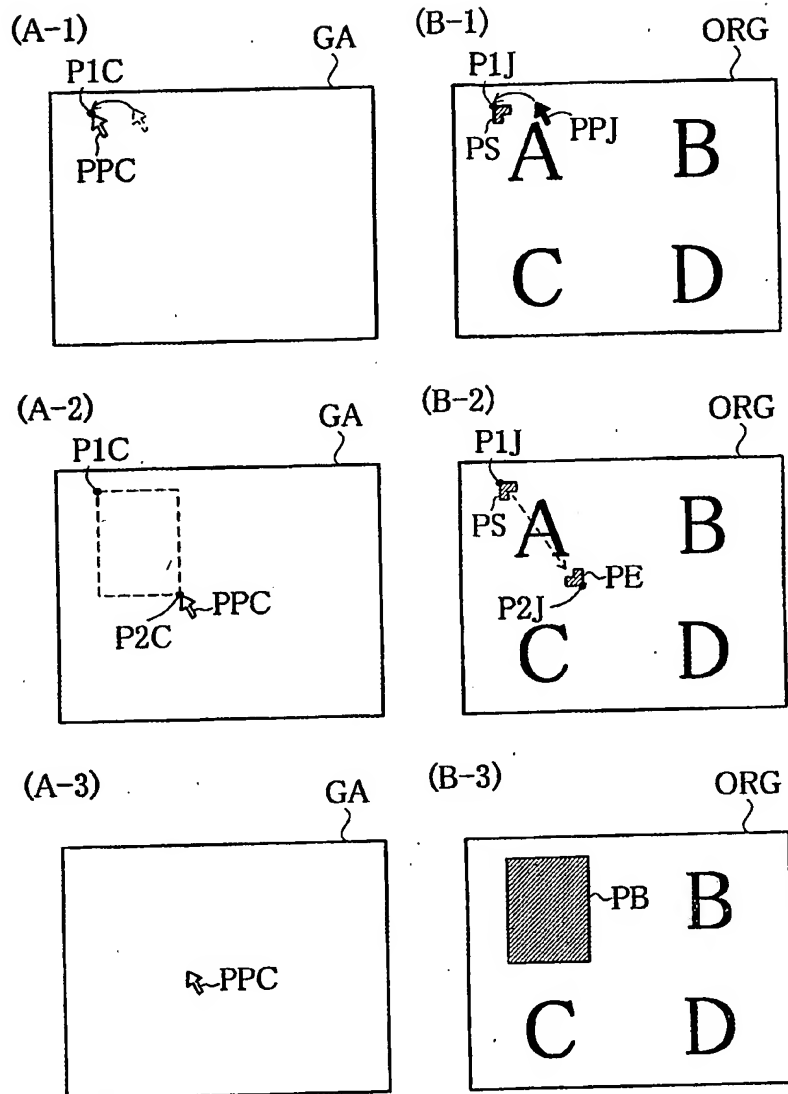 (A-1)
GA
P1C
PPC
(B-1)
ORG
P1J
PS
PPJ
A B
C D
(A-2)
GA
P1C
PPC
P2C
(B-2)
ORG
P1J
PS
A B
PE
P2J
C D
(A-3)
GA
PPC
(B-3)
ORG
PB
B
C D